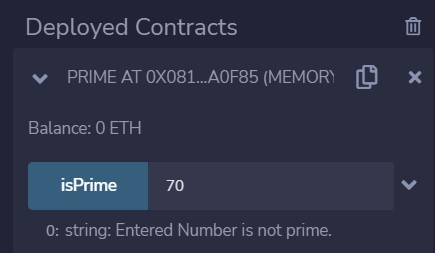 Deployed Contracts
PRIME AT 0X081...A0F85 (MEMORY
Balance: 0 ETH
isPrime 70
0: string: Entered Number is not prime.